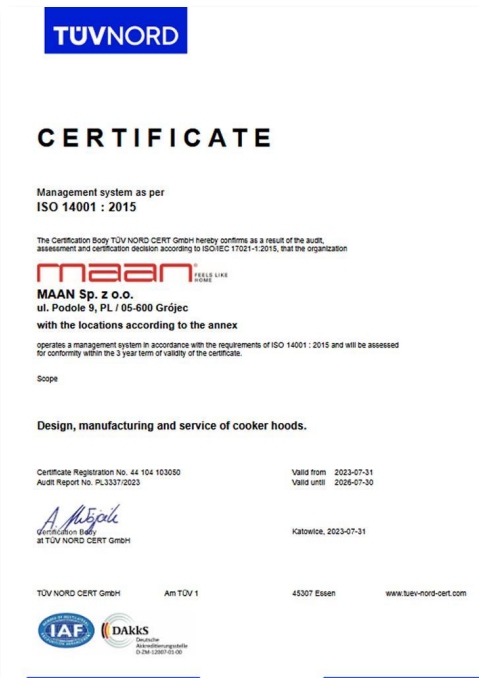 TÜVNORD
CERTIFICATE
Management system as per
ISO 14001 : 2015
The Certification Body TÜV NORD CERT GmbH hereby confirms as a result of the audit,
assessment and certification decision according to ISO/IEC 17021-1:2015, that the organization
maan® FEELS LIKE
HOME
MAAN Sp. z o.o.
ul. Podole 9, PL / 05-600 Grójec
with the locations according to the annex
operates a management system in accordance with the requirements of ISO 14001 : 2015 and will be assessed
for conformity within the 3 year term of validity of the certificate.
Scope
Design, manufacturing and service of cooker hoods.
Certificate Registration No. 44 104 103050
Audit Report No. PL3337/2023
Valid from 2023-07-31
Valid until 2026-07-30
Certification Body
at TÜV NORD CERT GmbH
Katowice, 2023-07-31
TÜV NORD CERT GmbH Am TÜV 1 45307 Essen www.tuev-nord-cert.com
IAF
DAkkS
Deutsche
Akkreditierungsstelle
D-ZM-12007-01-00